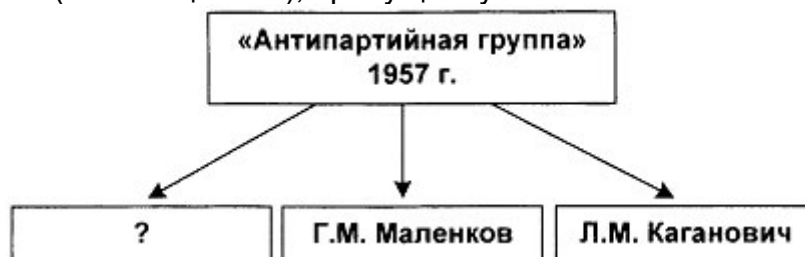 «Антипартийная группа»
1957 г.
?
Г.М. Маленков
Л.М. Каганович